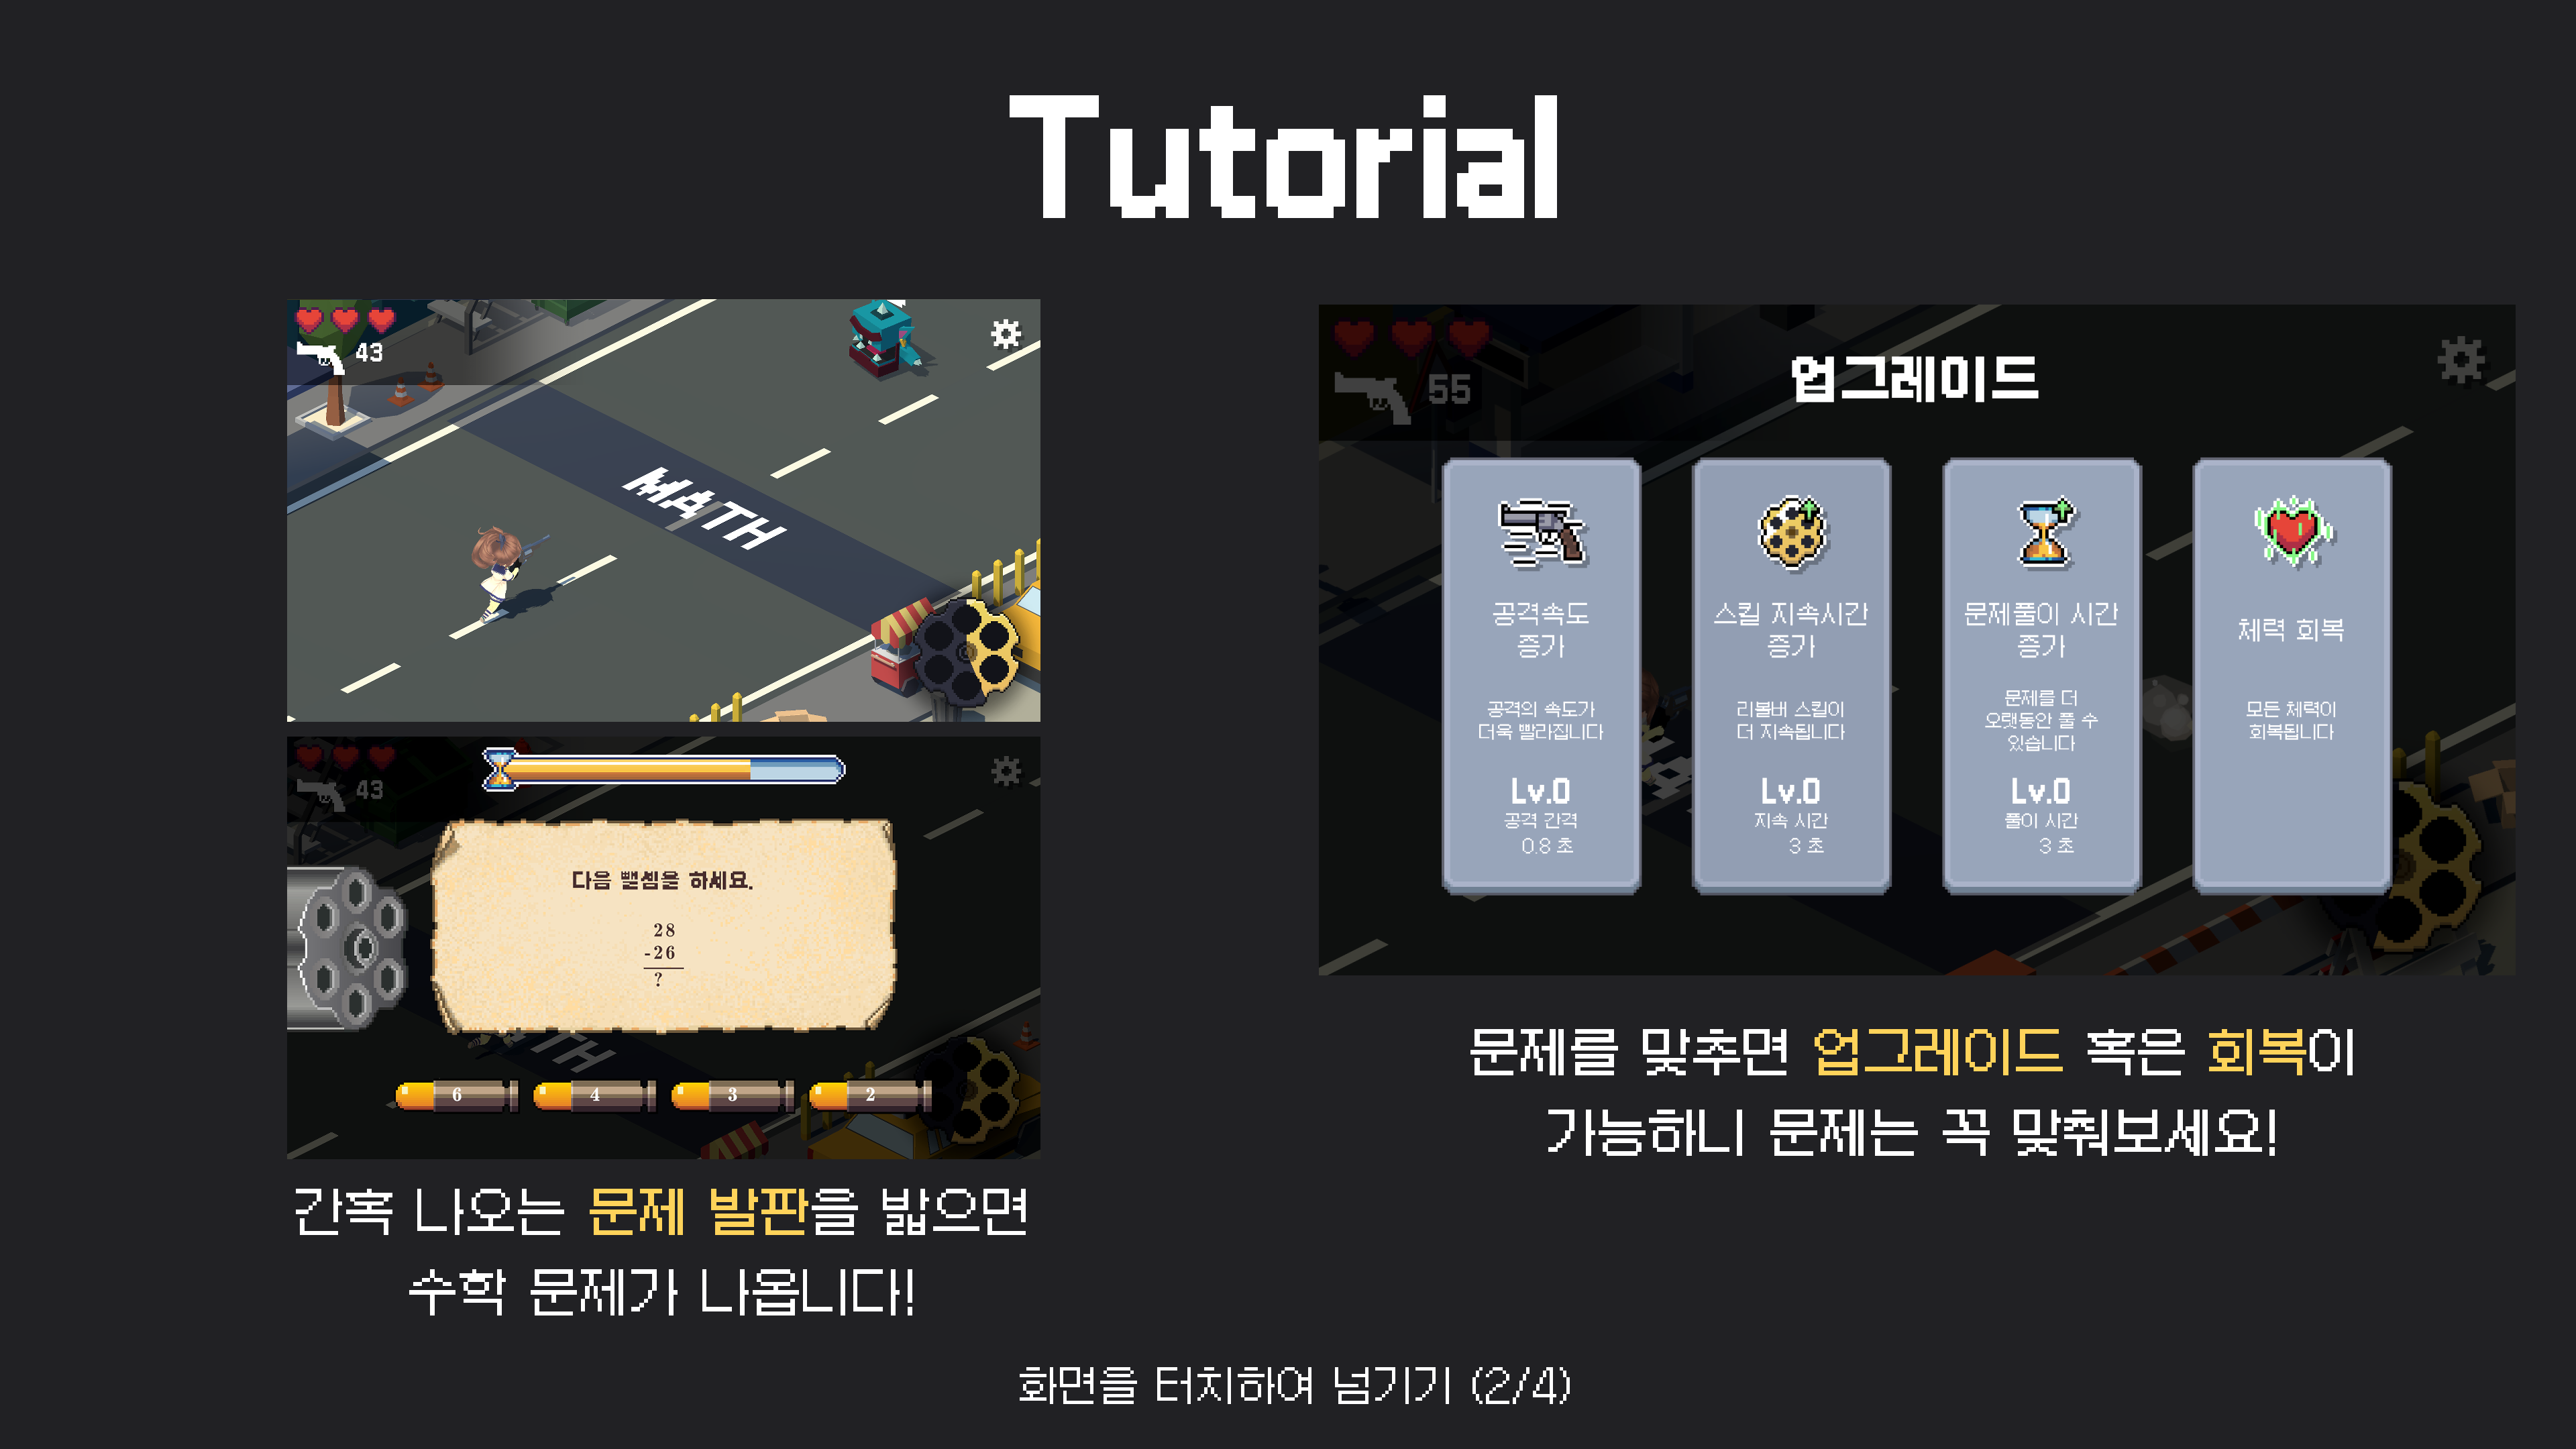 Tutorial
43
MATH
43
다음 뺄셈을 하세요.
28
-26
?
6
4
3
2
간혹 나오는 문제 발판을 밟으면
수학 문제가 나옵니다!
55
업그레이드
공격속도
증가
공격의 속도가
더욱 빨라집니다
Lv.0
공격 간격
0.8 초
스킬 지속시간
증가
리볼버 스킬이
더 지속됩니다
Lv.0
지속 시간
3 초
문제풀이 시간
증가
문제를 더
오랫동안 풀 수
있습니다
Lv.0
풀이 시간
3 초
체력 회복
모든 체력이
회복됩니다
문제를 맞추면 업그레이드 혹은 회복이
가능하니 문제는 꼭 맞춰보세요!
화면을 터치하여 넘기기 (2/4)